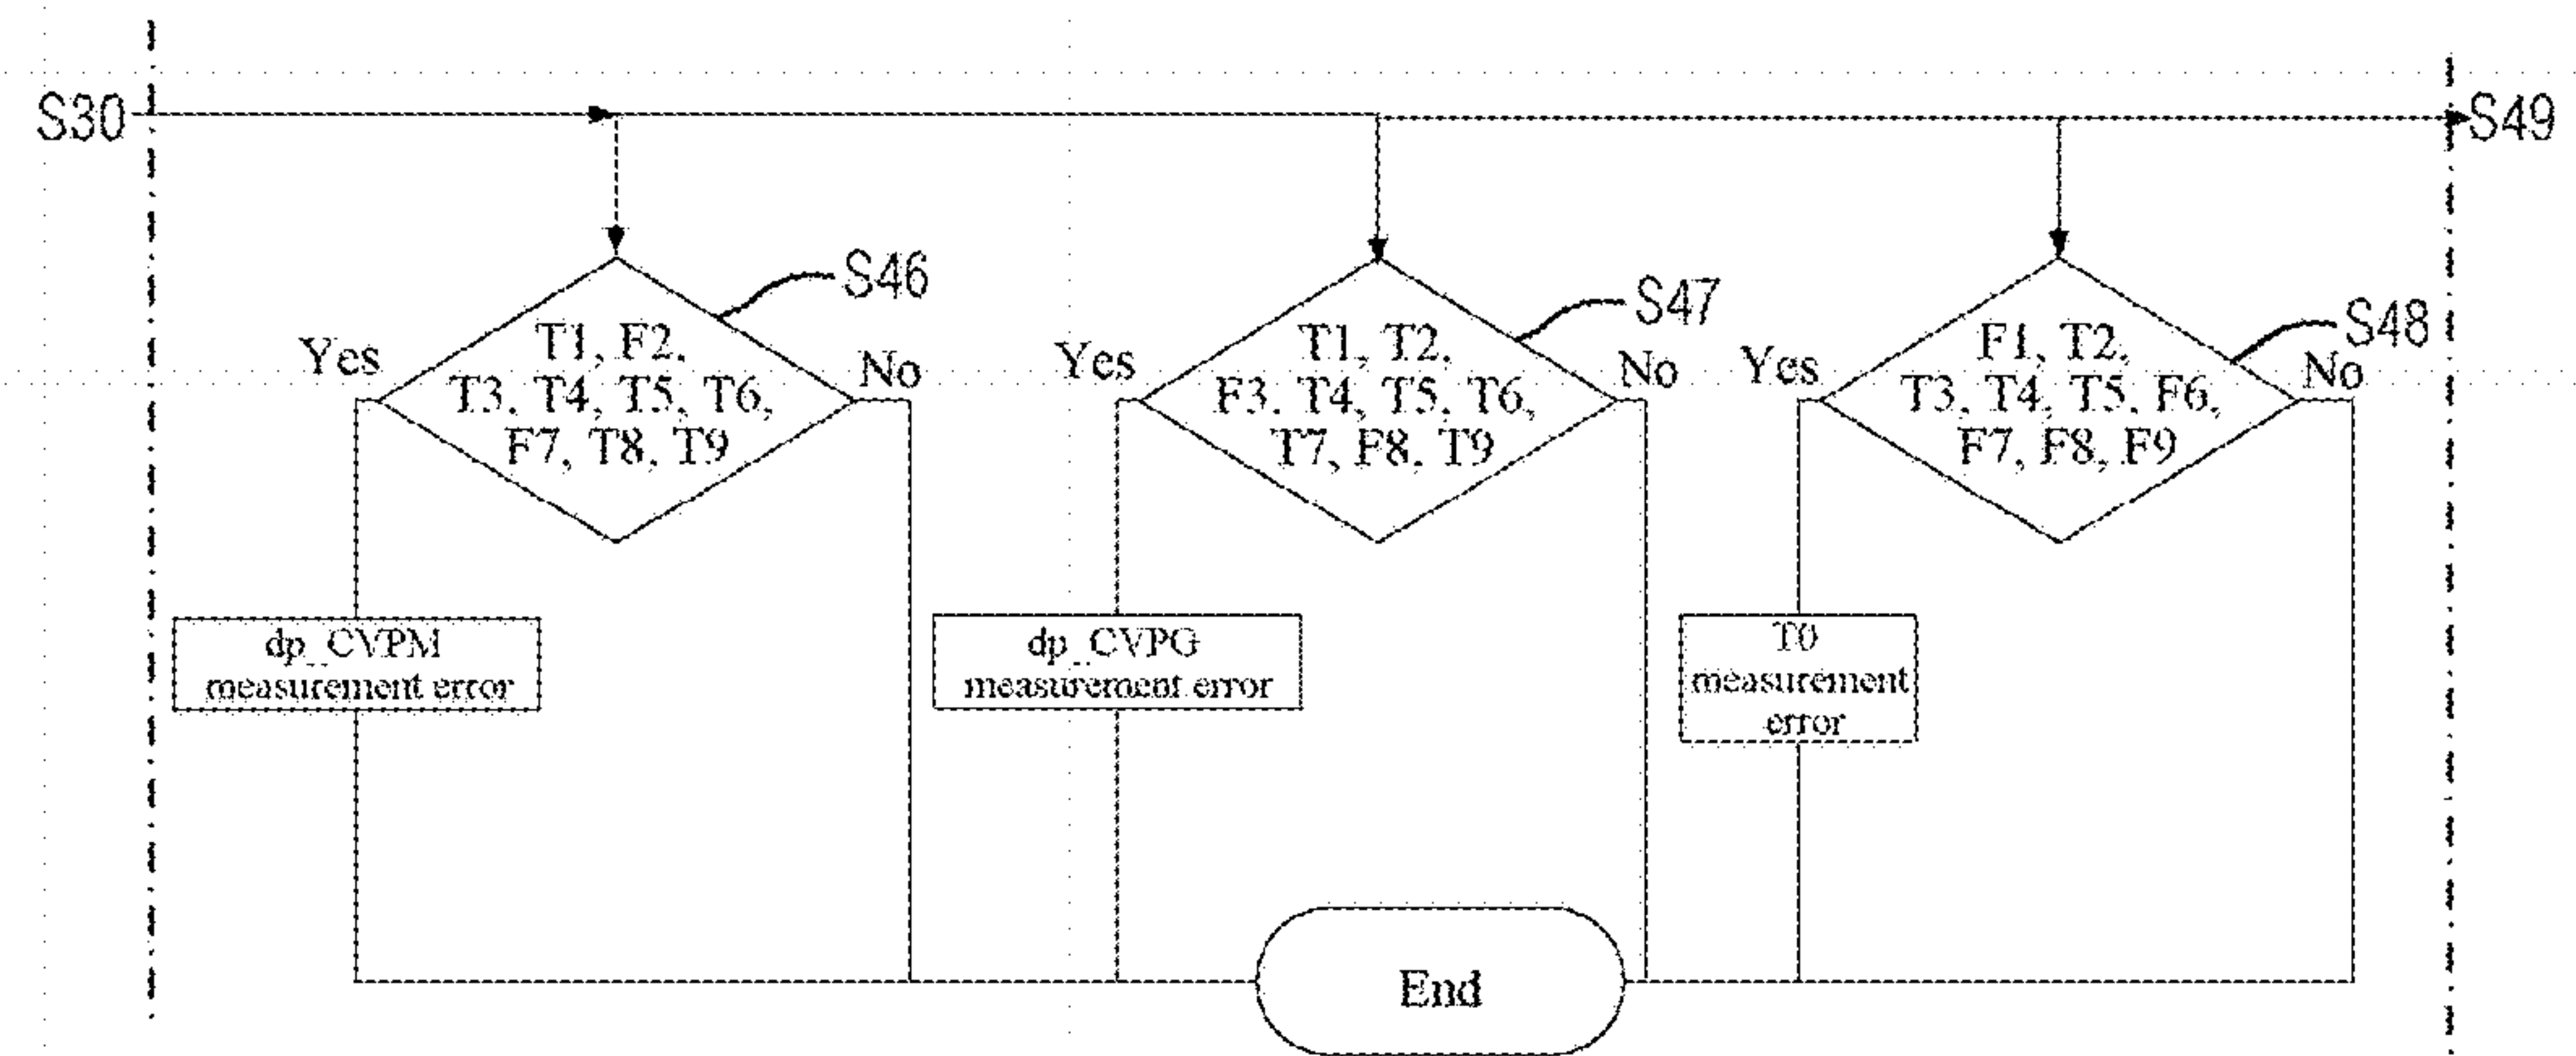 S30
S49
S46
S47
S48
Yes
T1, F2,
T3, T4, T5, T6,
F7, T8, T9
No
Yes
T1, T2,
F3, T4, T5, T6,
T7, F8, T9
No
Yes
F1, T2,
T3, T4, T5, F6,
F7, F8, F9
No
dp_CVPM
measurement error
dp_CVPG
measurement error
T0
measurement
error
End